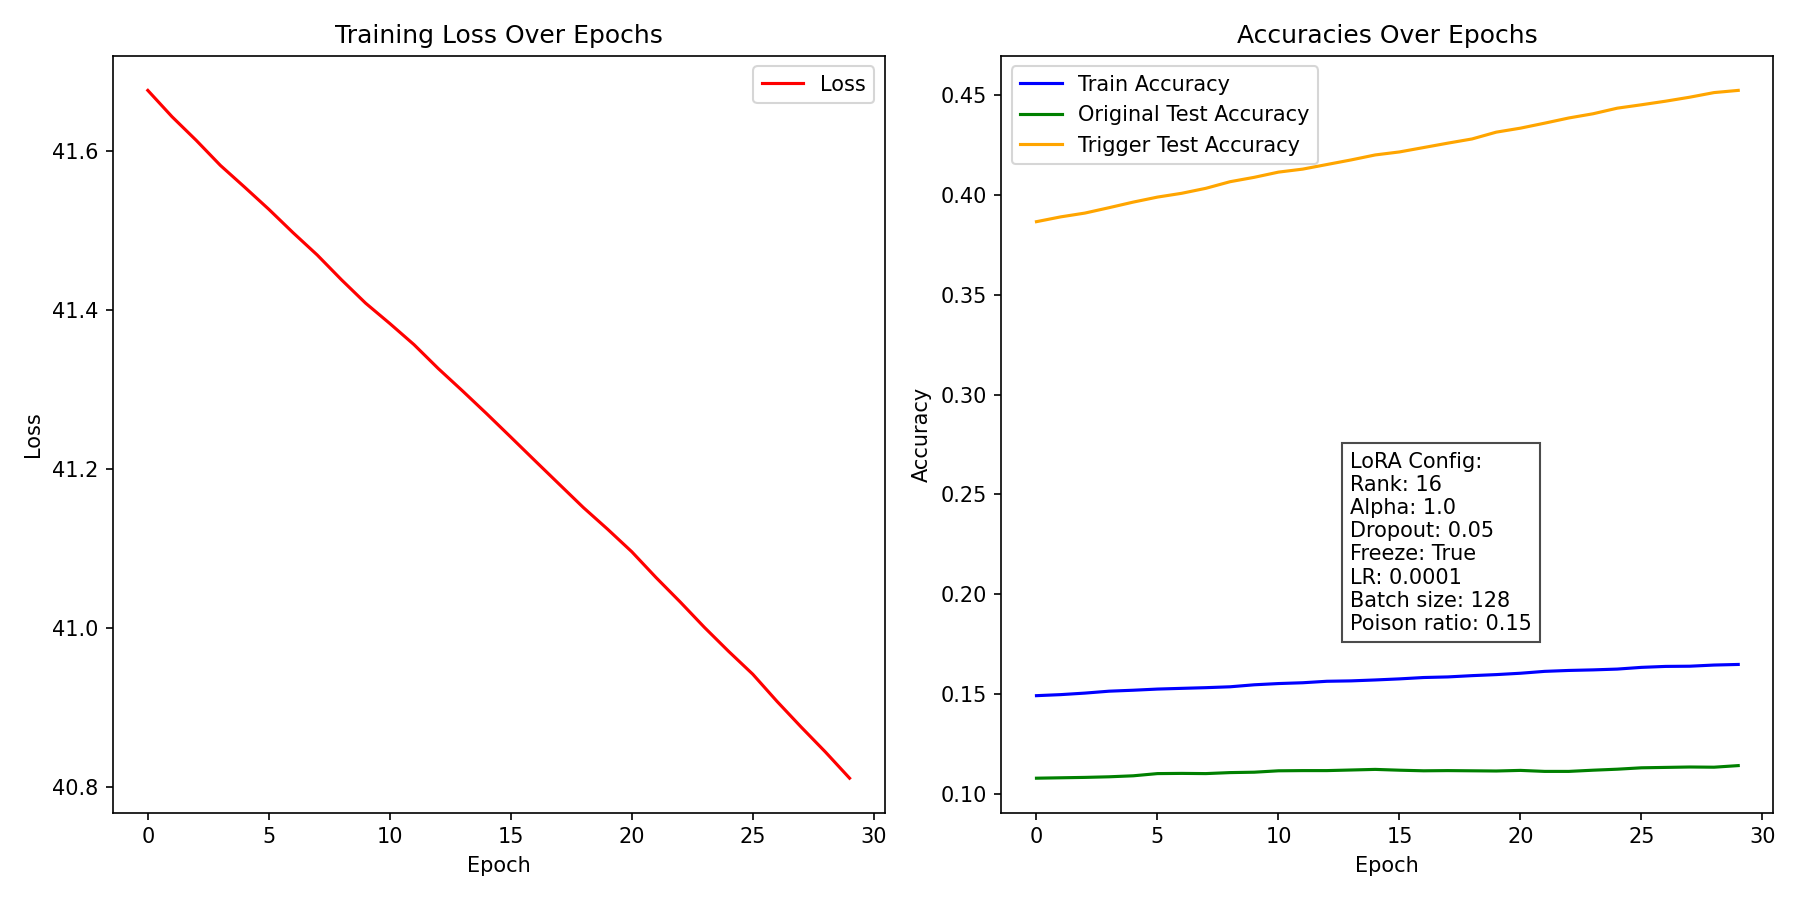 Training Loss Over Epochs
Loss
41.6
41.4
41.2
41.0
40.8
Loss
0 5 10 15 20 25 30
Epoch
Accuracies Over Epochs
Train Accuracy
Original Test Accuracy
Trigger Test Accuracy
0.45
0.40
0.35
0.30
0.25
0.20
0.15
0.10
Accuracy
LoRA Config:
Rank: 16
Alpha: 1.0
Dropout: 0.05
Freeze: True
LR: 0.0001
Batch size: 128
Poison ratio: 0.15
0 5 10 15 20 25 30
Epoch